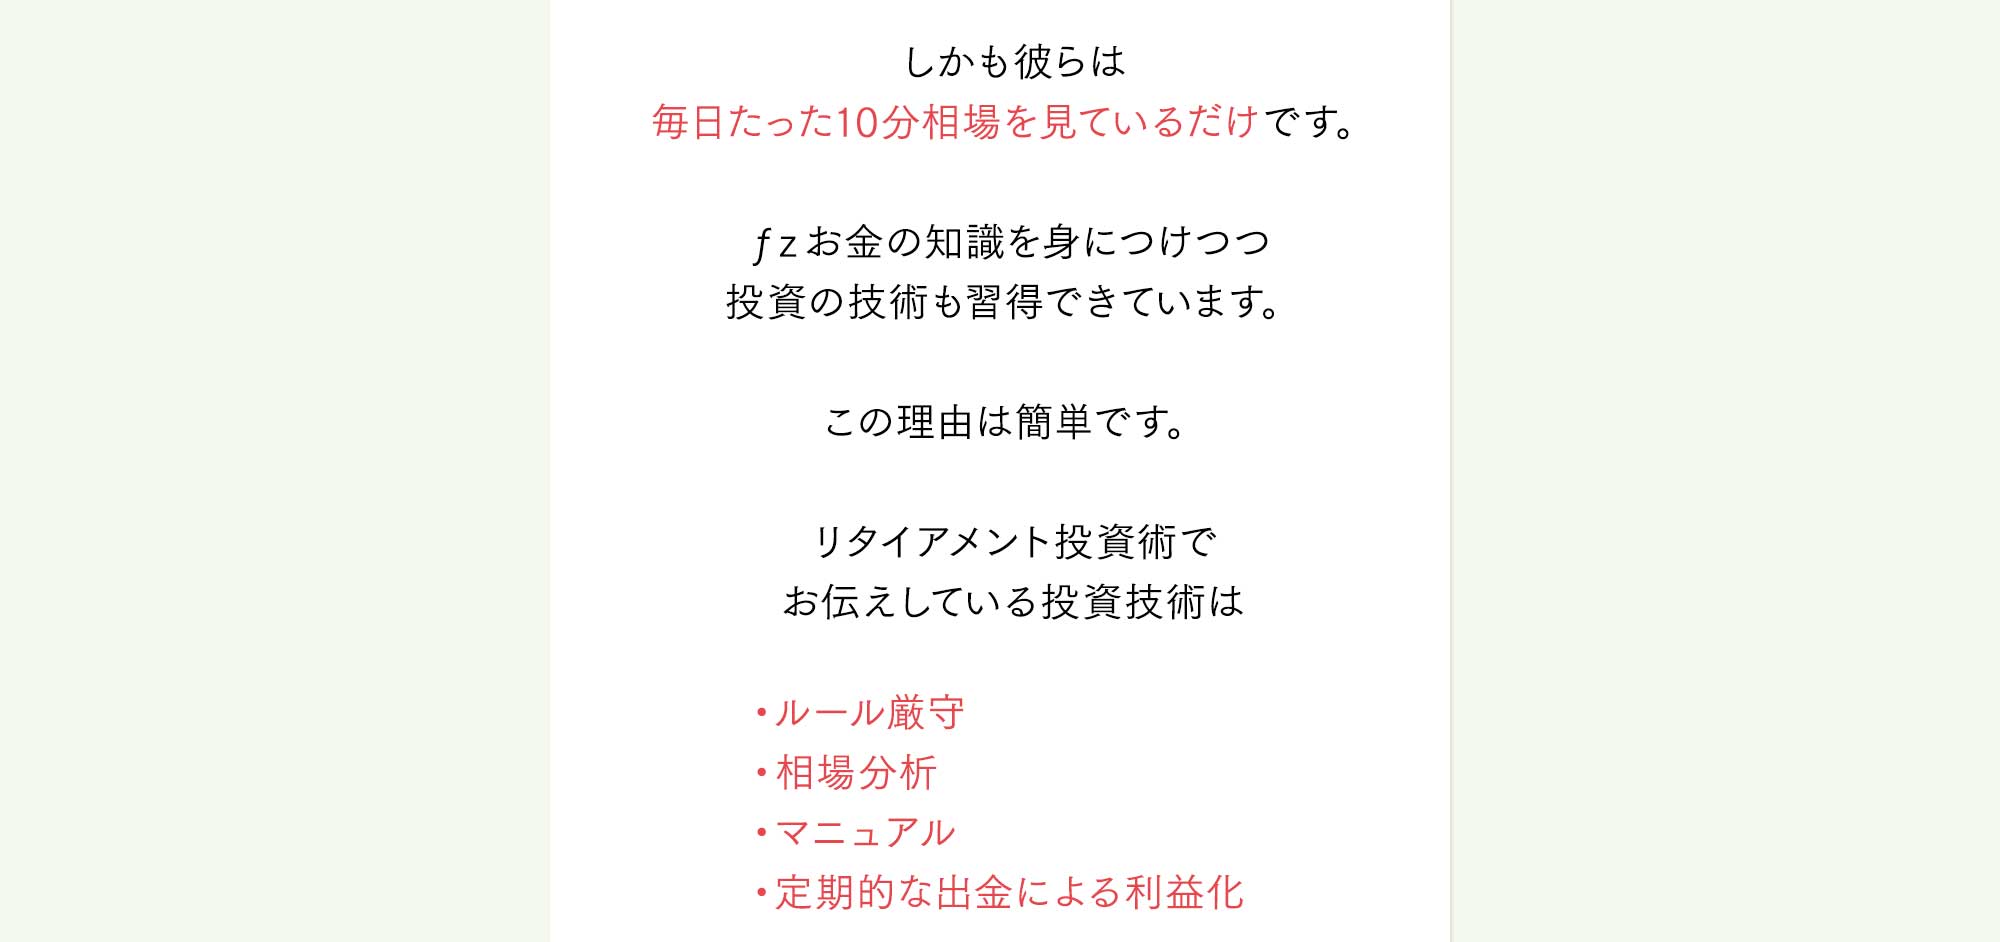 しかも彼らは
毎日たった10分相場を見ているだけです。
fzお金の知識を身につけつつ
投資の技術も習得できています。
この理由は簡単です。
リタイアメント投資術で
お伝えしている投資技術は
・ルール厳守
・相場分析
・マニュアル
・定期的な出金による利益化